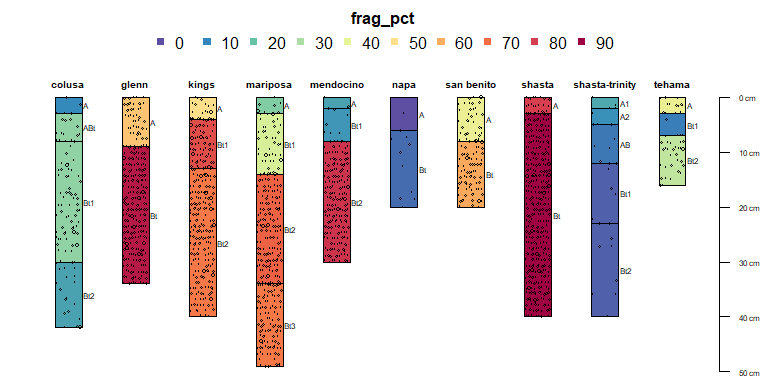 frag_pct
0 10 20 30 40 50 60 70 80 90
colusa glenn kings mariposa mendocino napa san benito shasta shasta-trinity tehama
A ABt Bt1 Bt2
A Bt
A Bt1 Bt2
A Bt1 Bt2 Bt3
A Bt1 Bt2
A Bt
A Bt
A Bt
A1 A2 AB Bt1 Bt2
A Bt1 Bt2
0 cm
10 cm
20 cm
30 cm
40 cm
50 cm